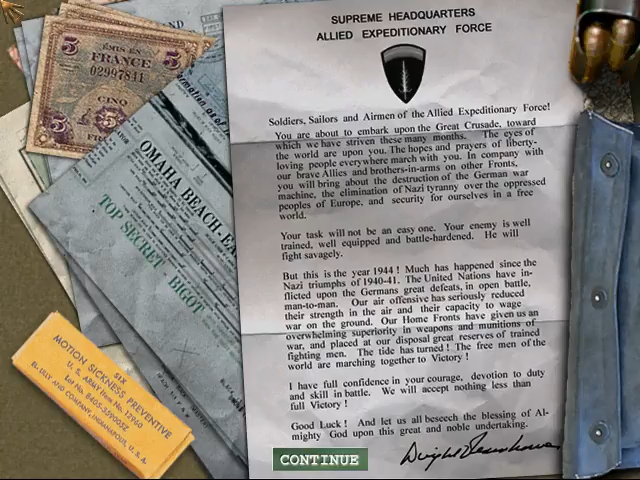 SUPREME HEADQUARTERS
ALLIED EXPEDITIONARY FORCE
Soldiers, Sailors and Airmen of the Allied Expeditionary Force!
You are about to embark upon the Great Crusade, toward
which we have striven these many months. The eyes of
the world are upon you. The hopes and prayers of liberty-
loving people everywhere march with you. In company with
our brave Allies and brothers-in-arms on other Fronts,
you will bring about the destruction of the German war
machine, the elimination of Nazi tyranny over the oppressed
peoples of Europe, and security for ourselves in a free
world.
Your task will not be an easy one. Your enemy is well
trained, well equipped and battle-hardened. He will
fight savagely.
But this is the year 1944 ! Much has happened since the
Nazi triumphs of 1940-41. The United Nations have in-
flicted upon the Germans great defeats, in open battle,
man-to-man. Our air offensive has seriously reduced
their strength in the air and their capacity to wage
war on the ground. Our Home Fronts have given us an
overwhelming superiority in weapons and munitions of
war, and placed at our disposal great reserves of trained
fighting men. The tide has turned ! The free men of the
world are marching together to Victory !
I have full confidence in your courage, devotion to duty
and skill in battle. We will accept nothing less than
full Victory !
Good Luck ! And let us all beseech the blessing of Al-
mighty God upon this great and noble undertaking.
Dwight Eisenhower
CONTINUE
5
ÉMIS EN
FRANCE
02997811
CINQ
5
5
OMAHA BEACH-EA
TOP SECRET - BIGOT
SIX
MOTION SICKNESS PREVENTIVE
U. S. ARMY Item No. 12960
ELI LILLY AND COMPANY, INDIANAPOLIS, U. S. A.